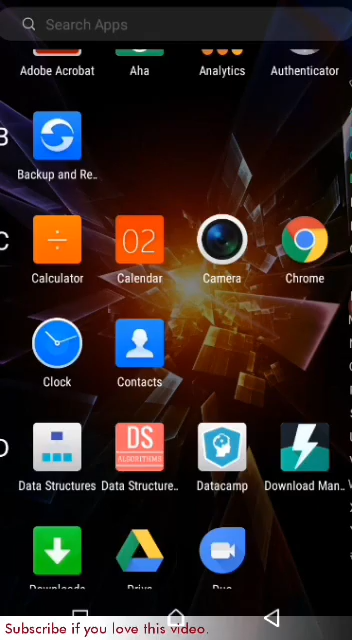 Search Apps
Adobe Acrobat Aha Analytics Authenticator
B
Backup and Re..
02
C
Calculator Calendar Camera Chrome
Clock Contacts
DS
ALGORITHMS
D
Data Structures Data Structure.. Datacamp Download Man..
Downloads Drive Duo
Subscribe if you love this video.